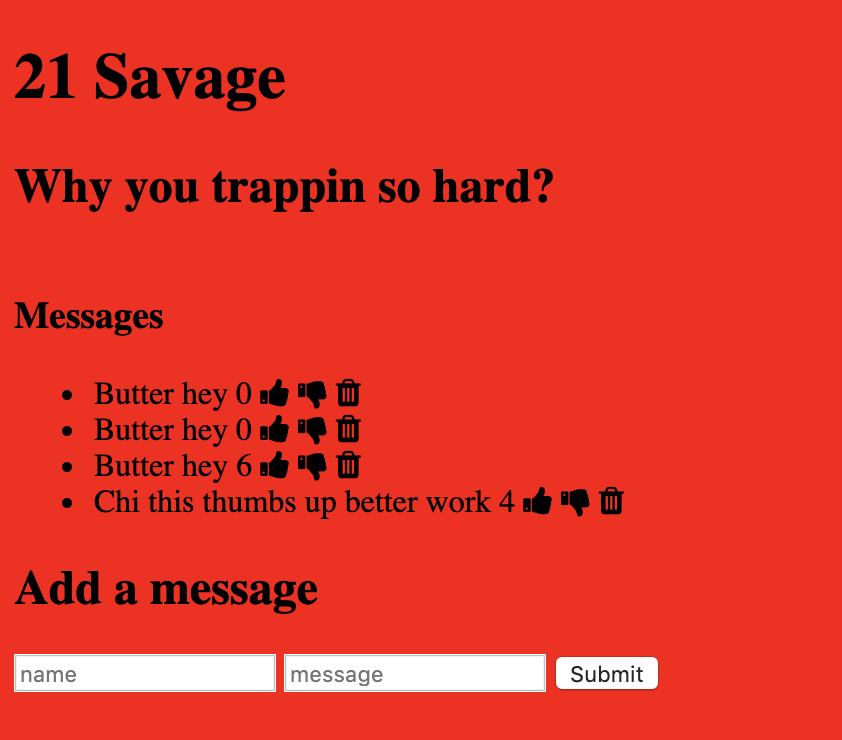 21 Savage
Why you trappin so hard?
Messages
Butter hey 0
Butter hey 0
Butter hey 6
Chi this thumbs up better work 4
Add a message
name message Submit